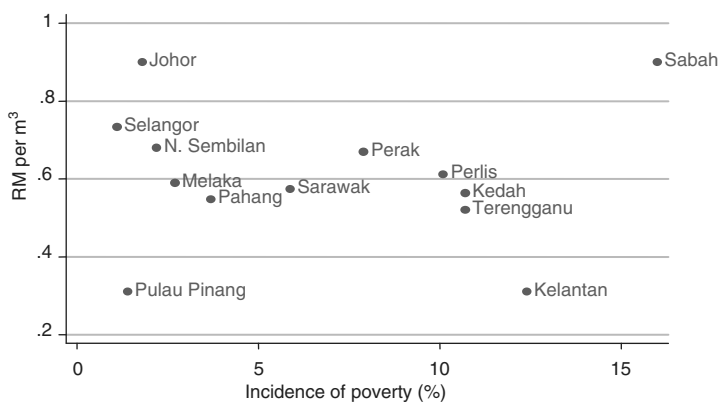 1
Johor
Sabah
.8
Selangor
N. Sembilan
Perak
Perlis
.6
Melaka
Sarawak
Kedah
Pahang
Terengganu
.4
Pulau Pinang
Kelantan
.2
RM per m³
0 5 10 15
Incidence of poverty (%)